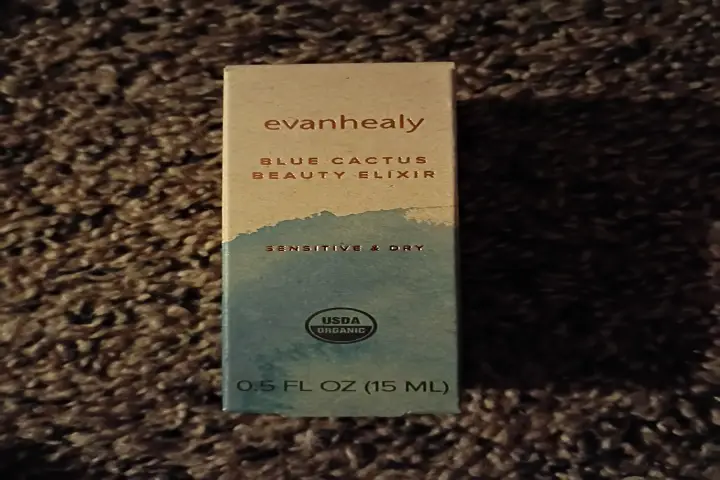 evanhealy
BLUE CACTUS
BEAUTY ELIXIR
SENSITIVE & DRY
USDA
ORGANIC
0.5 FL OZ (15 ML)